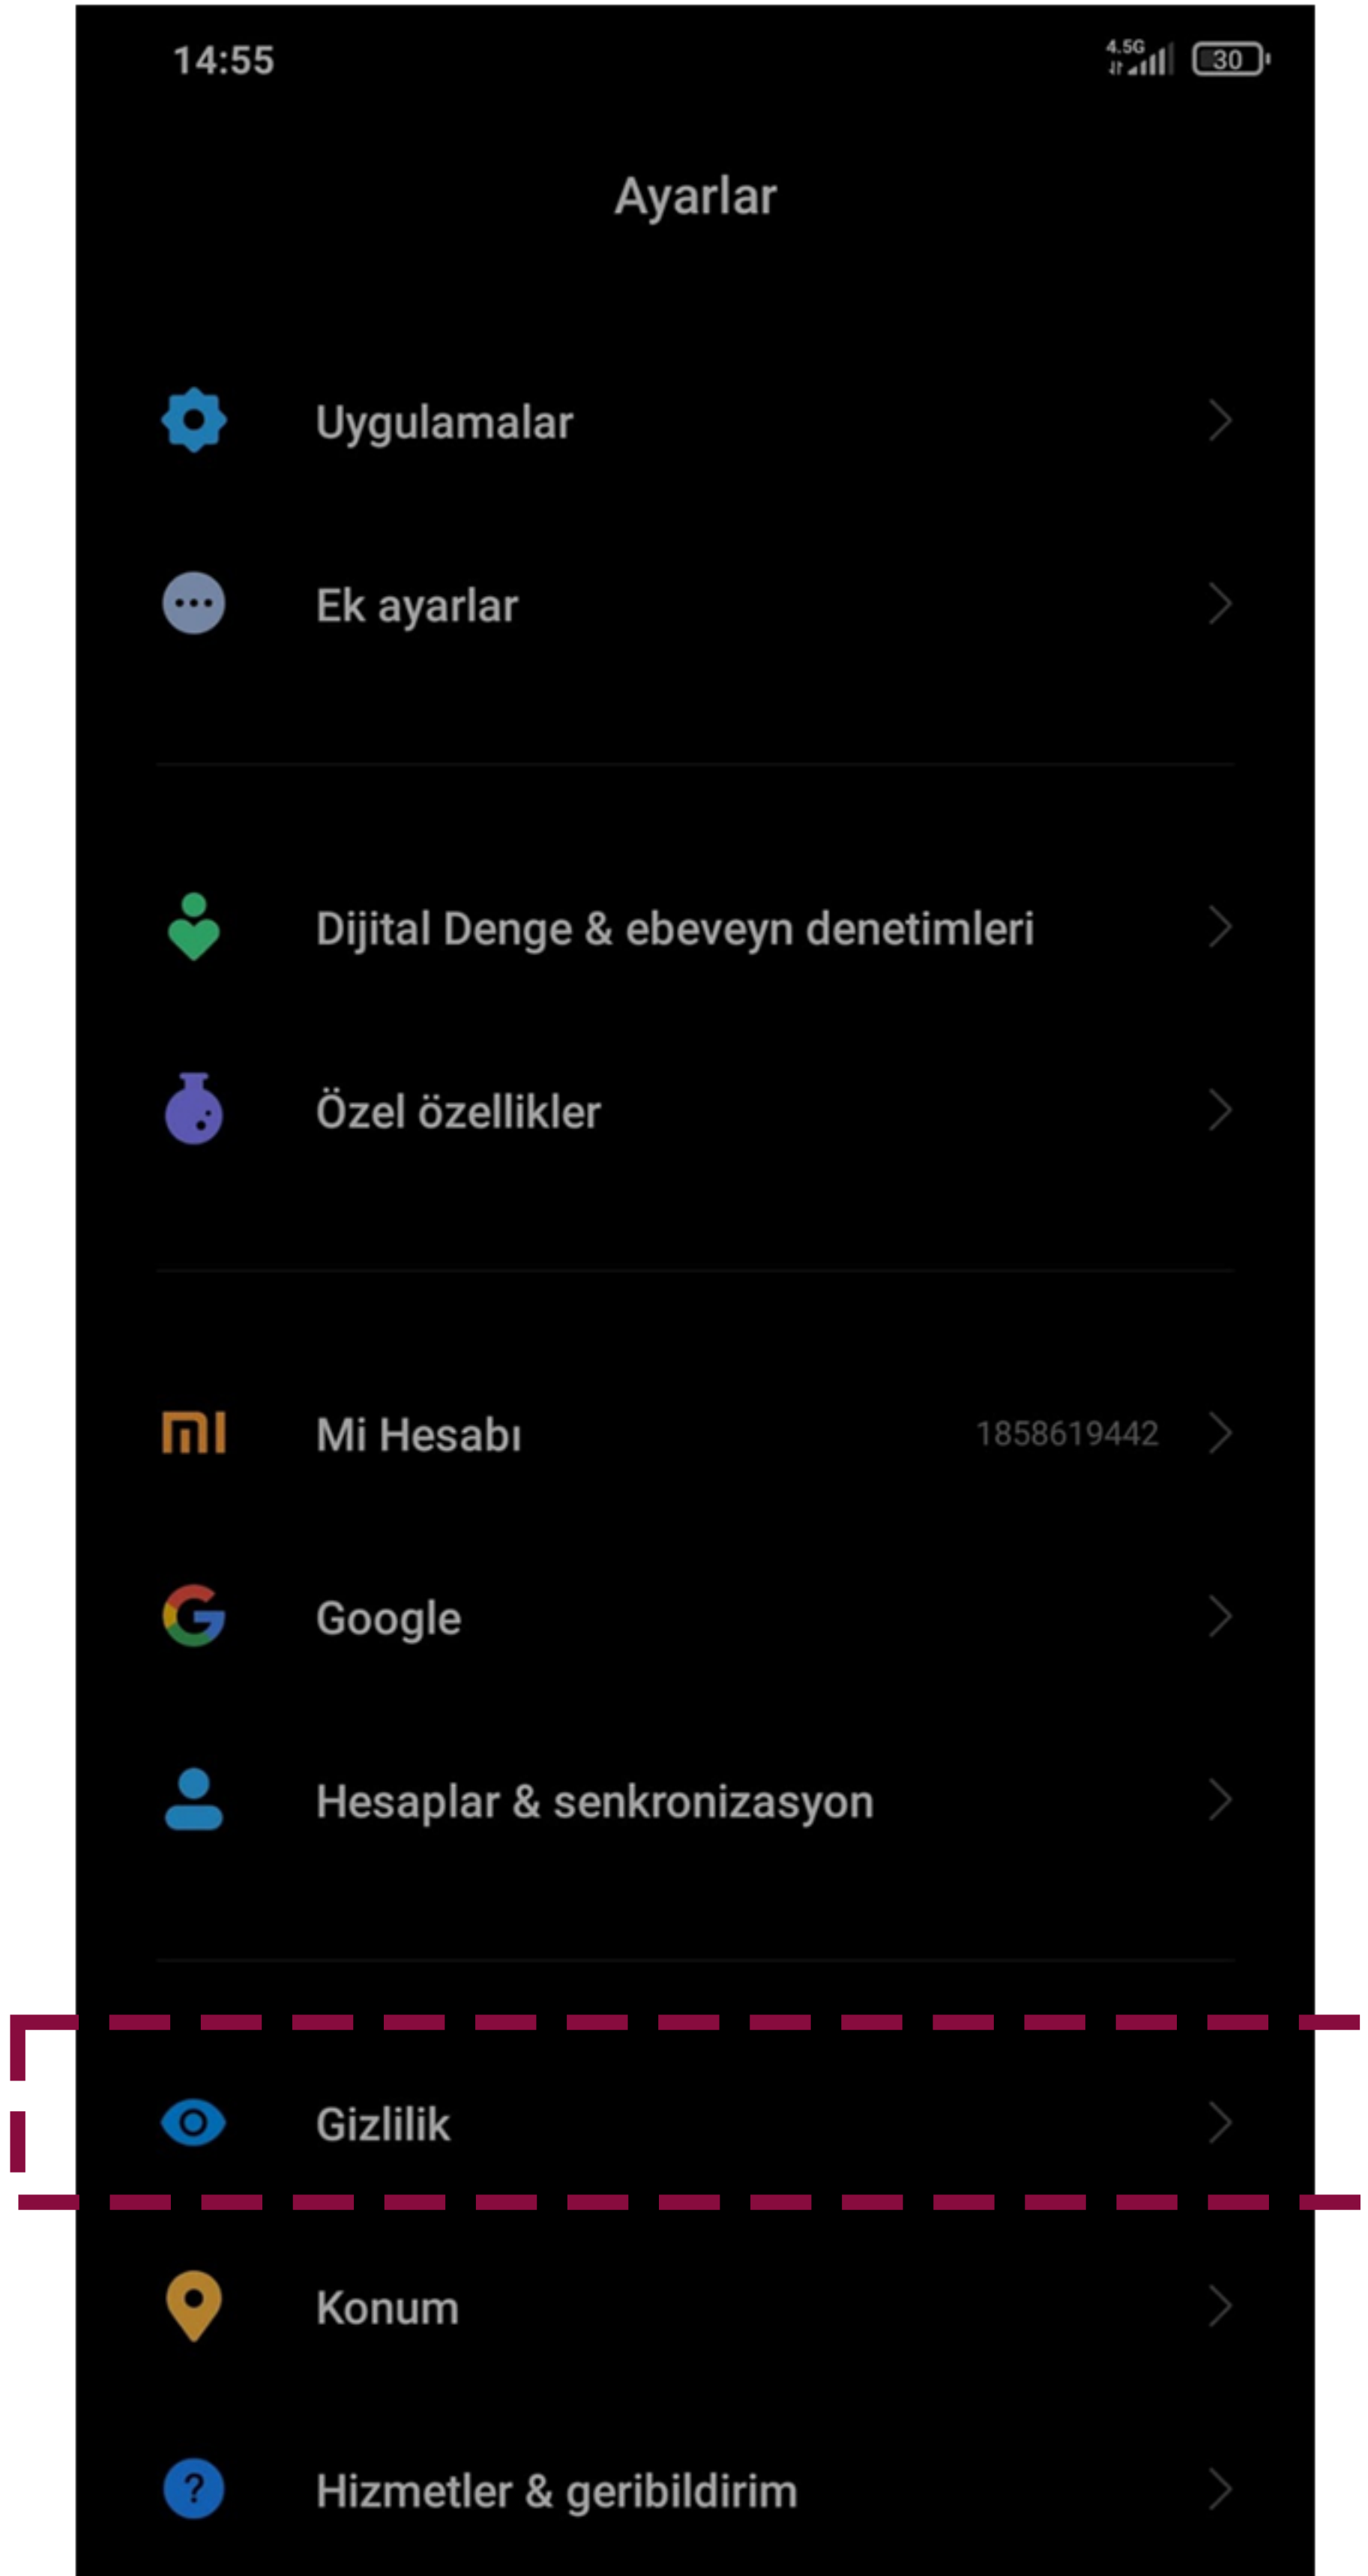 14:55
4.5G
30
Ayarlar
Uygulamalar
Ek ayarlar
Dijital Denge & ebeveyn denetimleri
Özel özellikler
Mi Hesabı 1858619442
Google
Hesaplar & senkronizasyon
Gizlilik
Konum
Hizmetler & geribildirim